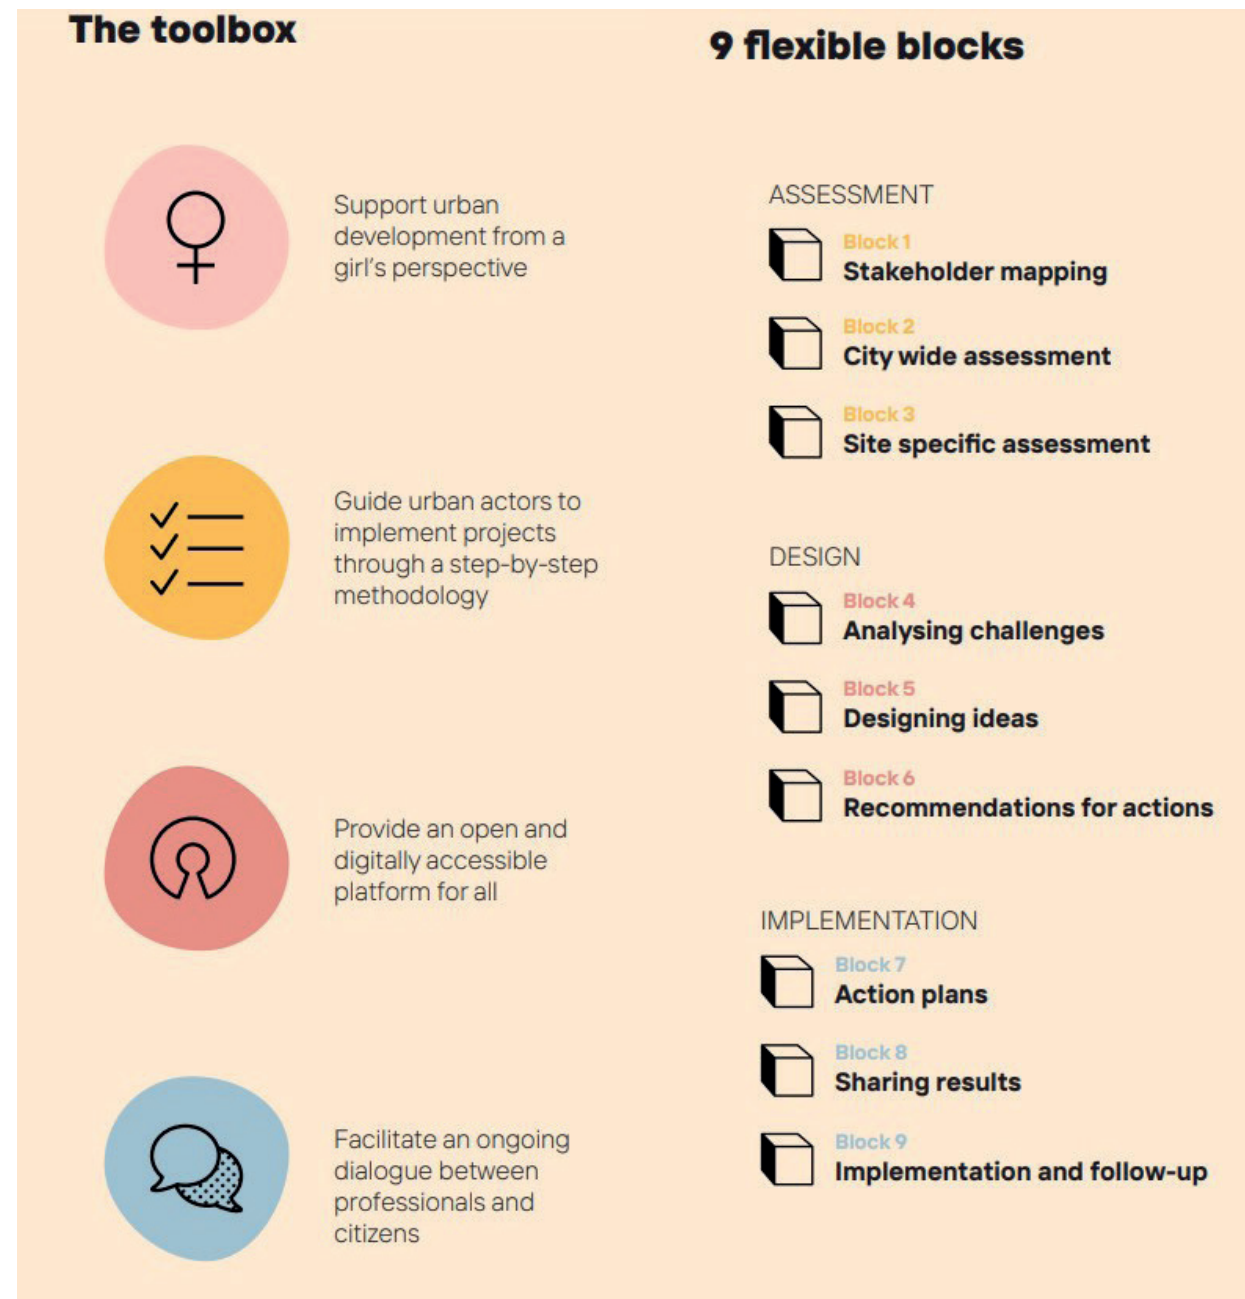 The toolbox
Support urban
development from a
girl's perspective
Guide urban actors to
implement projects
through a step-by-step
methodology
Provide an open and
digitally accessible
platform for all
Facilitate an ongoing
dialogue between
professionals and
citizens
9 flexible blocks
ASSESSMENT
Block 1
Stakeholder mapping
Block 2
City wide assessment
Block 3
Site specific assessment
DESIGN
Block 4
Analysing challenges
Block 5
Designing ideas
Block 6
Recommendations for actions
IMPLEMENTATION
Block 7
Action plans
Block 8
Sharing results
Block 9
Implementation and follow-up